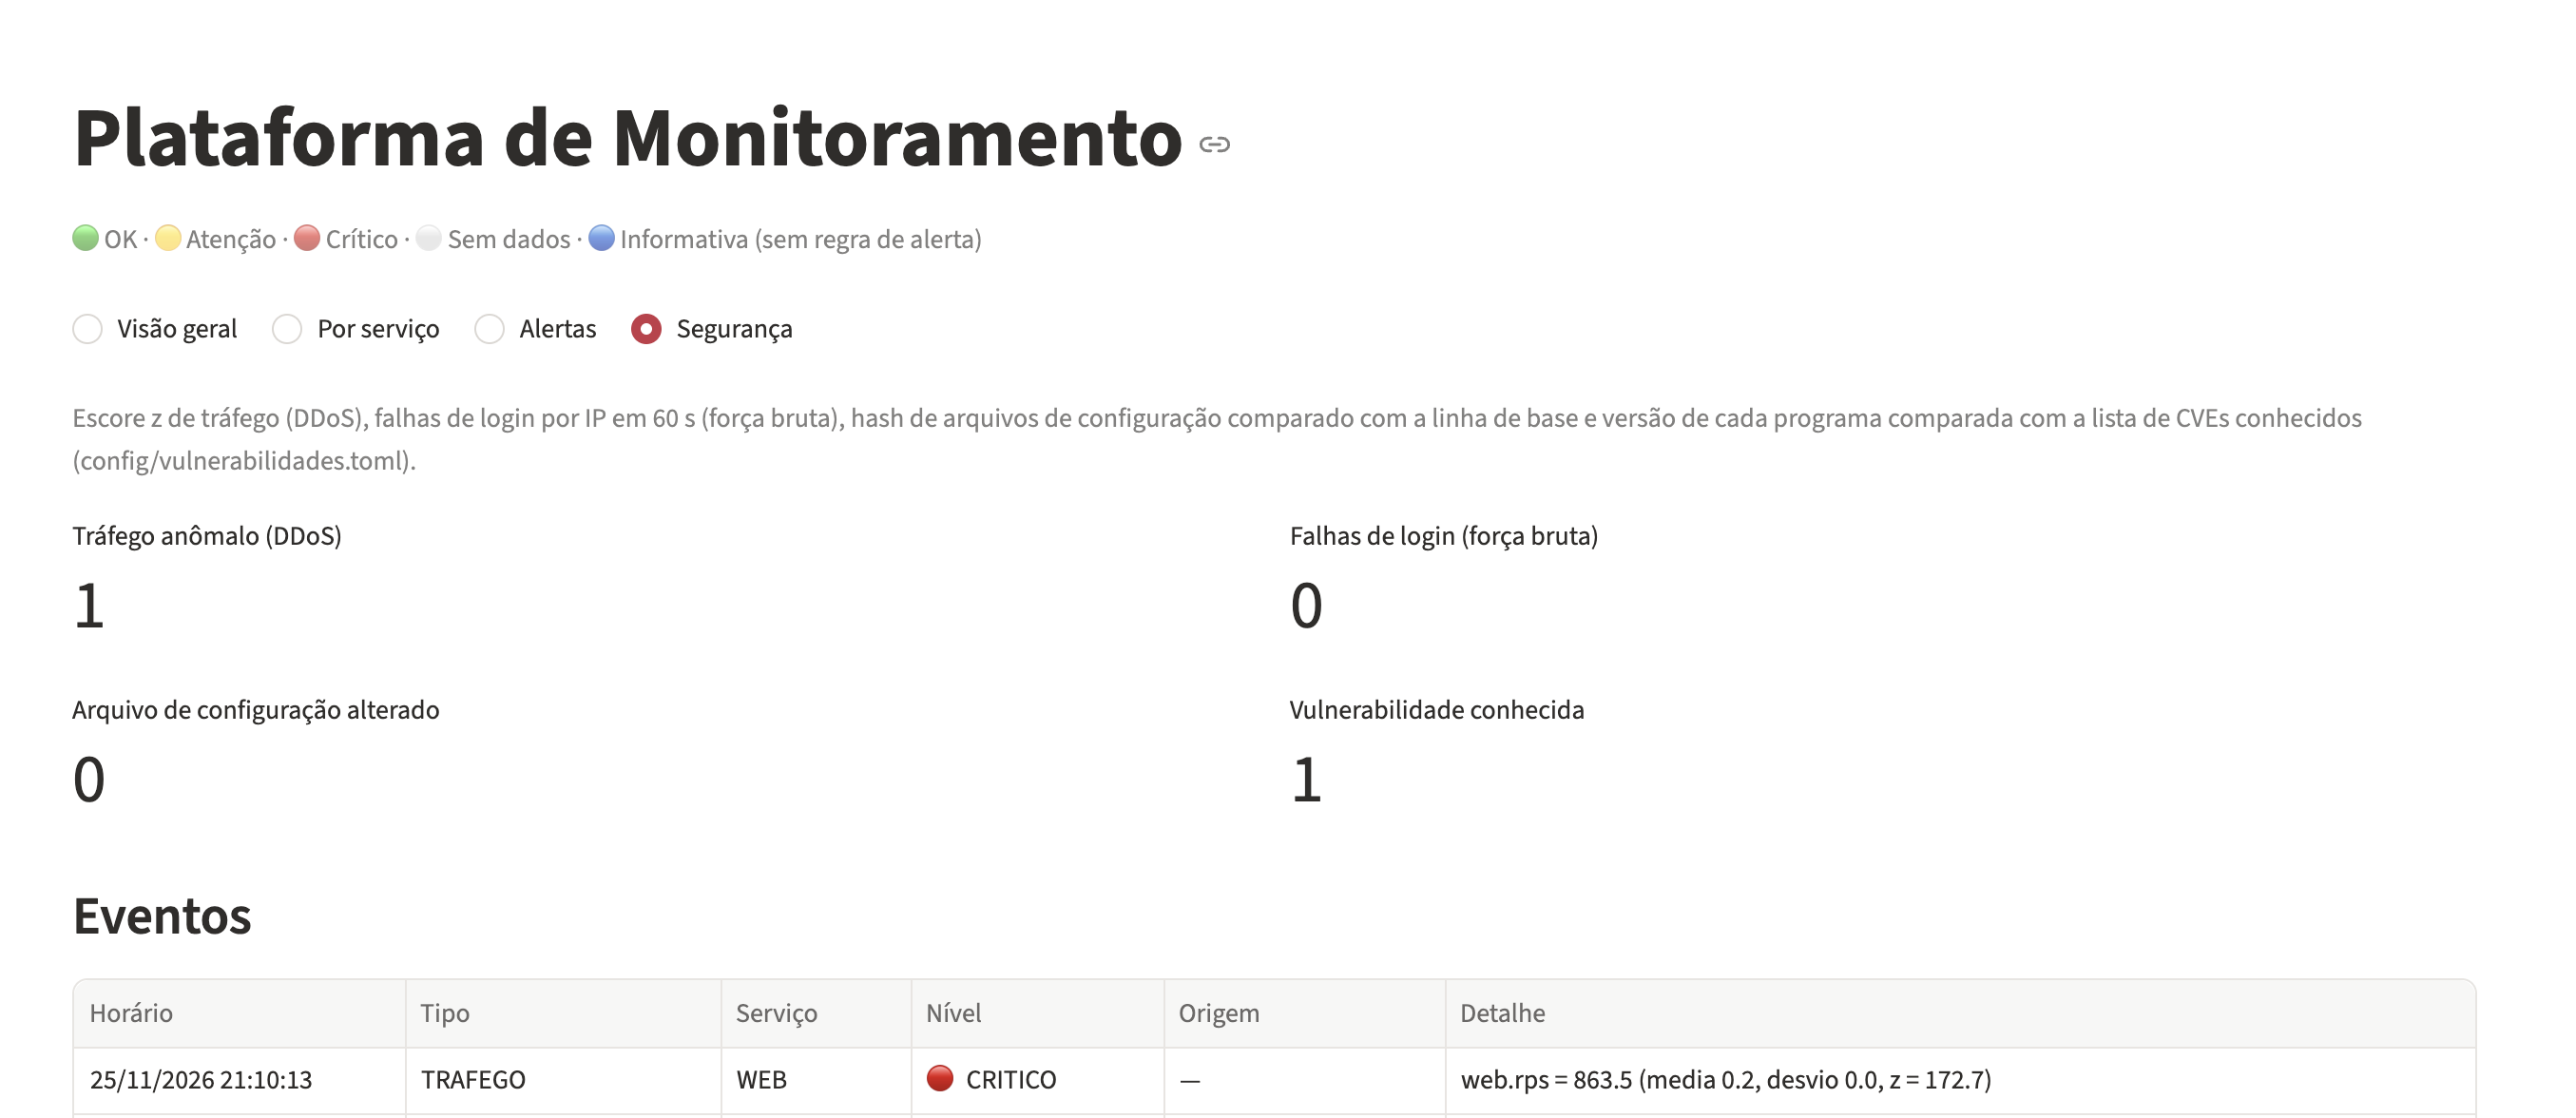 Plataforma de Monitoramento
OK · Atenção · Crítico · Sem dados · Informativa (sem regra de alerta)
Visão geral Por serviço Alertas Segurança
Escore z de tráfego (DDoS), falhas de login por IP em 60 s (força bruta), hash de arquivos de configuração comparado com a linha de base e versão de cada programa comparada com a lista de CVEs conhecidos
(config/vulnerabilidades.toml).
Tráfego anômalo (DDoS) Falhas de login (força bruta)
1 0
Arquivo de configuração alterado Vulnerabilidade conhecida
0 1
Eventos
Horário Tipo Serviço Nível Origem Detalhe
25/11/2026 21:10:13 TRAFEGO WEB CRITICO — web.rps = 863.5 (media 0.2, desvio 0.0, z = 172.7)